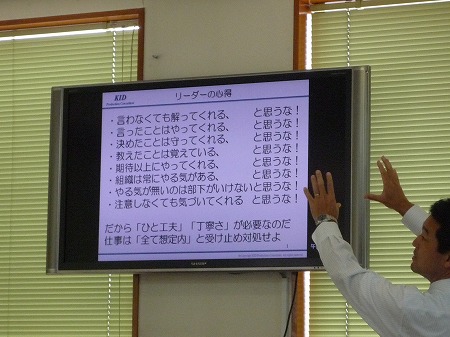 KID
リーダーの心得
・言わなくても解ってくれる、 と思うな!
・言ったことはやってくれる、 と思うな!
・決めたことは守ってくれる、 と思うな!
・教えたことは覚えている、 と思うな!
・期待以上にやってくれる、 と思うな!
・組織は常にやる気がある、 と思うな!
・やる気が無いのは部下がいけないと思うな!
・注意しなくても気づいてくれる と思うな!
だから「ひと工夫」「丁寧さ」が必要なのだ
仕事は「全て想定内」と受け止め対処せよ
SHARP